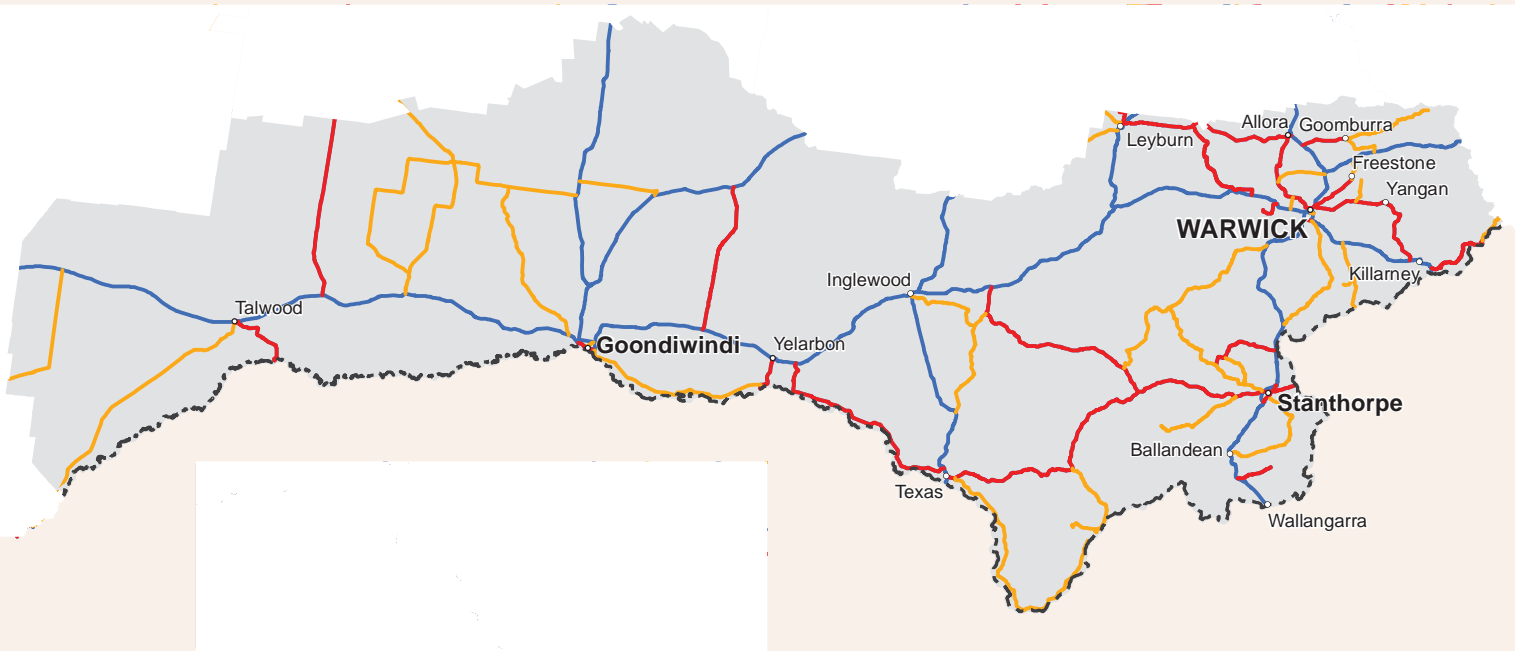 Allora
Goomburra
Leyburn
Freestone
Yangan
WARWICK
Killarney
Inglewood
Talwood
Goondiwindi
Yelarbon
Stanthorpe
Ballandean
Texas
Wallangarra